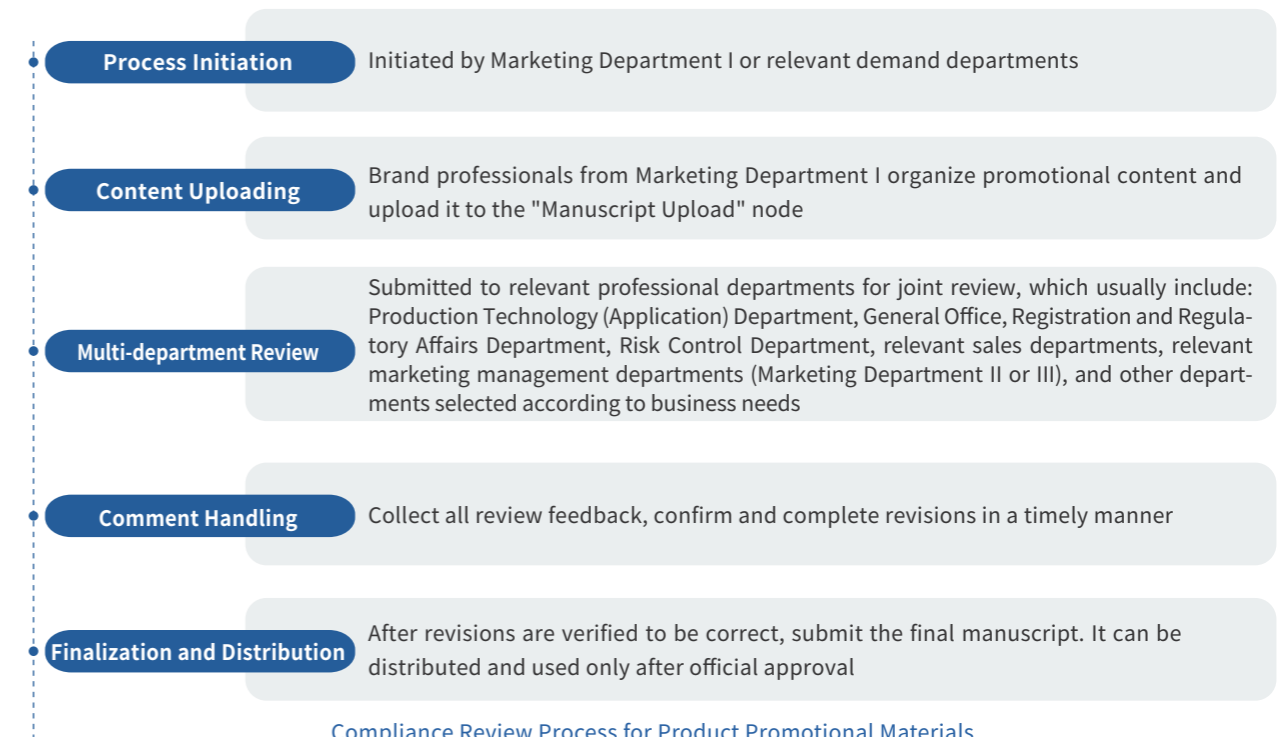 Process Initiation
Initiated by Marketing Department I or relevant demand departments
Content Uploading
Brand professionals from Marketing Department I organize promotional content and
upload it to the "Manuscript Upload" node
Multi-department Review
Submitted to relevant professional departments for joint review, which usually include:
Production Technology (Application) Department, General Office, Registration and Regula-
tory Affairs Department, Risk Control Department, relevant sales departments, relevant
marketing management departments (Marketing Department II or III), and other depart-
ments selected according to business needs
Comment Handling
Collect all review feedback, confirm and complete revisions in a timely manner
Finalization and Distribution
After revisions are verified to be correct, submit the final manuscript. It can be
distributed and used only after official approval
Compliance Review Process for Product Promotional Materials